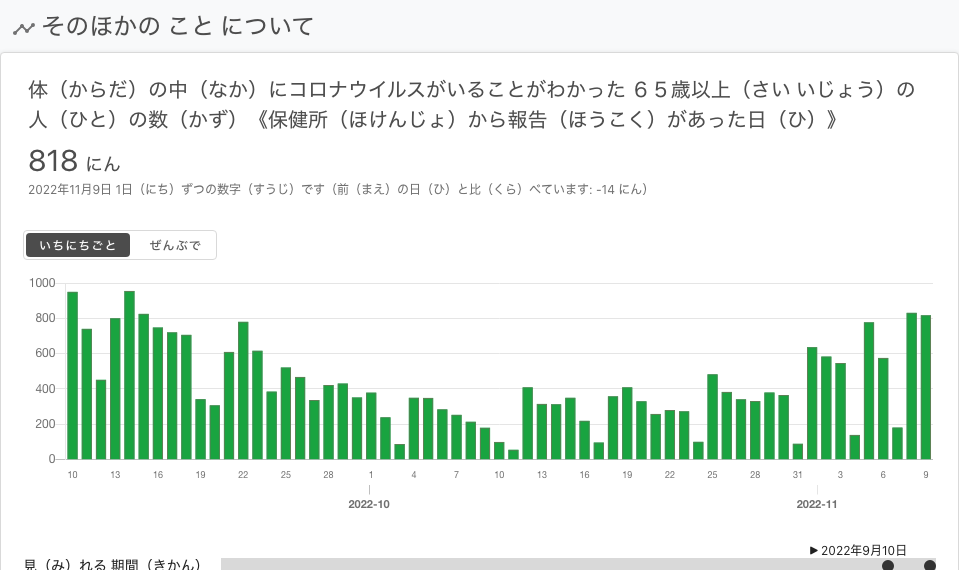 そのほかの こと について
体（からだ）の中（なか）にコロナウイルスがいることがわかった ６５歳以上（さい いじょう）の
人（ひと）の数（かず）《保健所（ほけんじょ）から報告（ほうこく）があった日（ひ）》
818 にん
2022年11月9日 1日（にち）ずつの数字（すうじ）です（前（まえ）の日（ひ）と比（くら）べています: -14 にん）
いちにちごと ぜんぶで
1000
800
600
400
200
0
10 13 16 19 22 25 28 1 4 7 10 13 16 19 22 25 28 31 3 6 9
2022-10 2022-11
▶ 2022年9月10日
見（み）れる 期間（きかん）